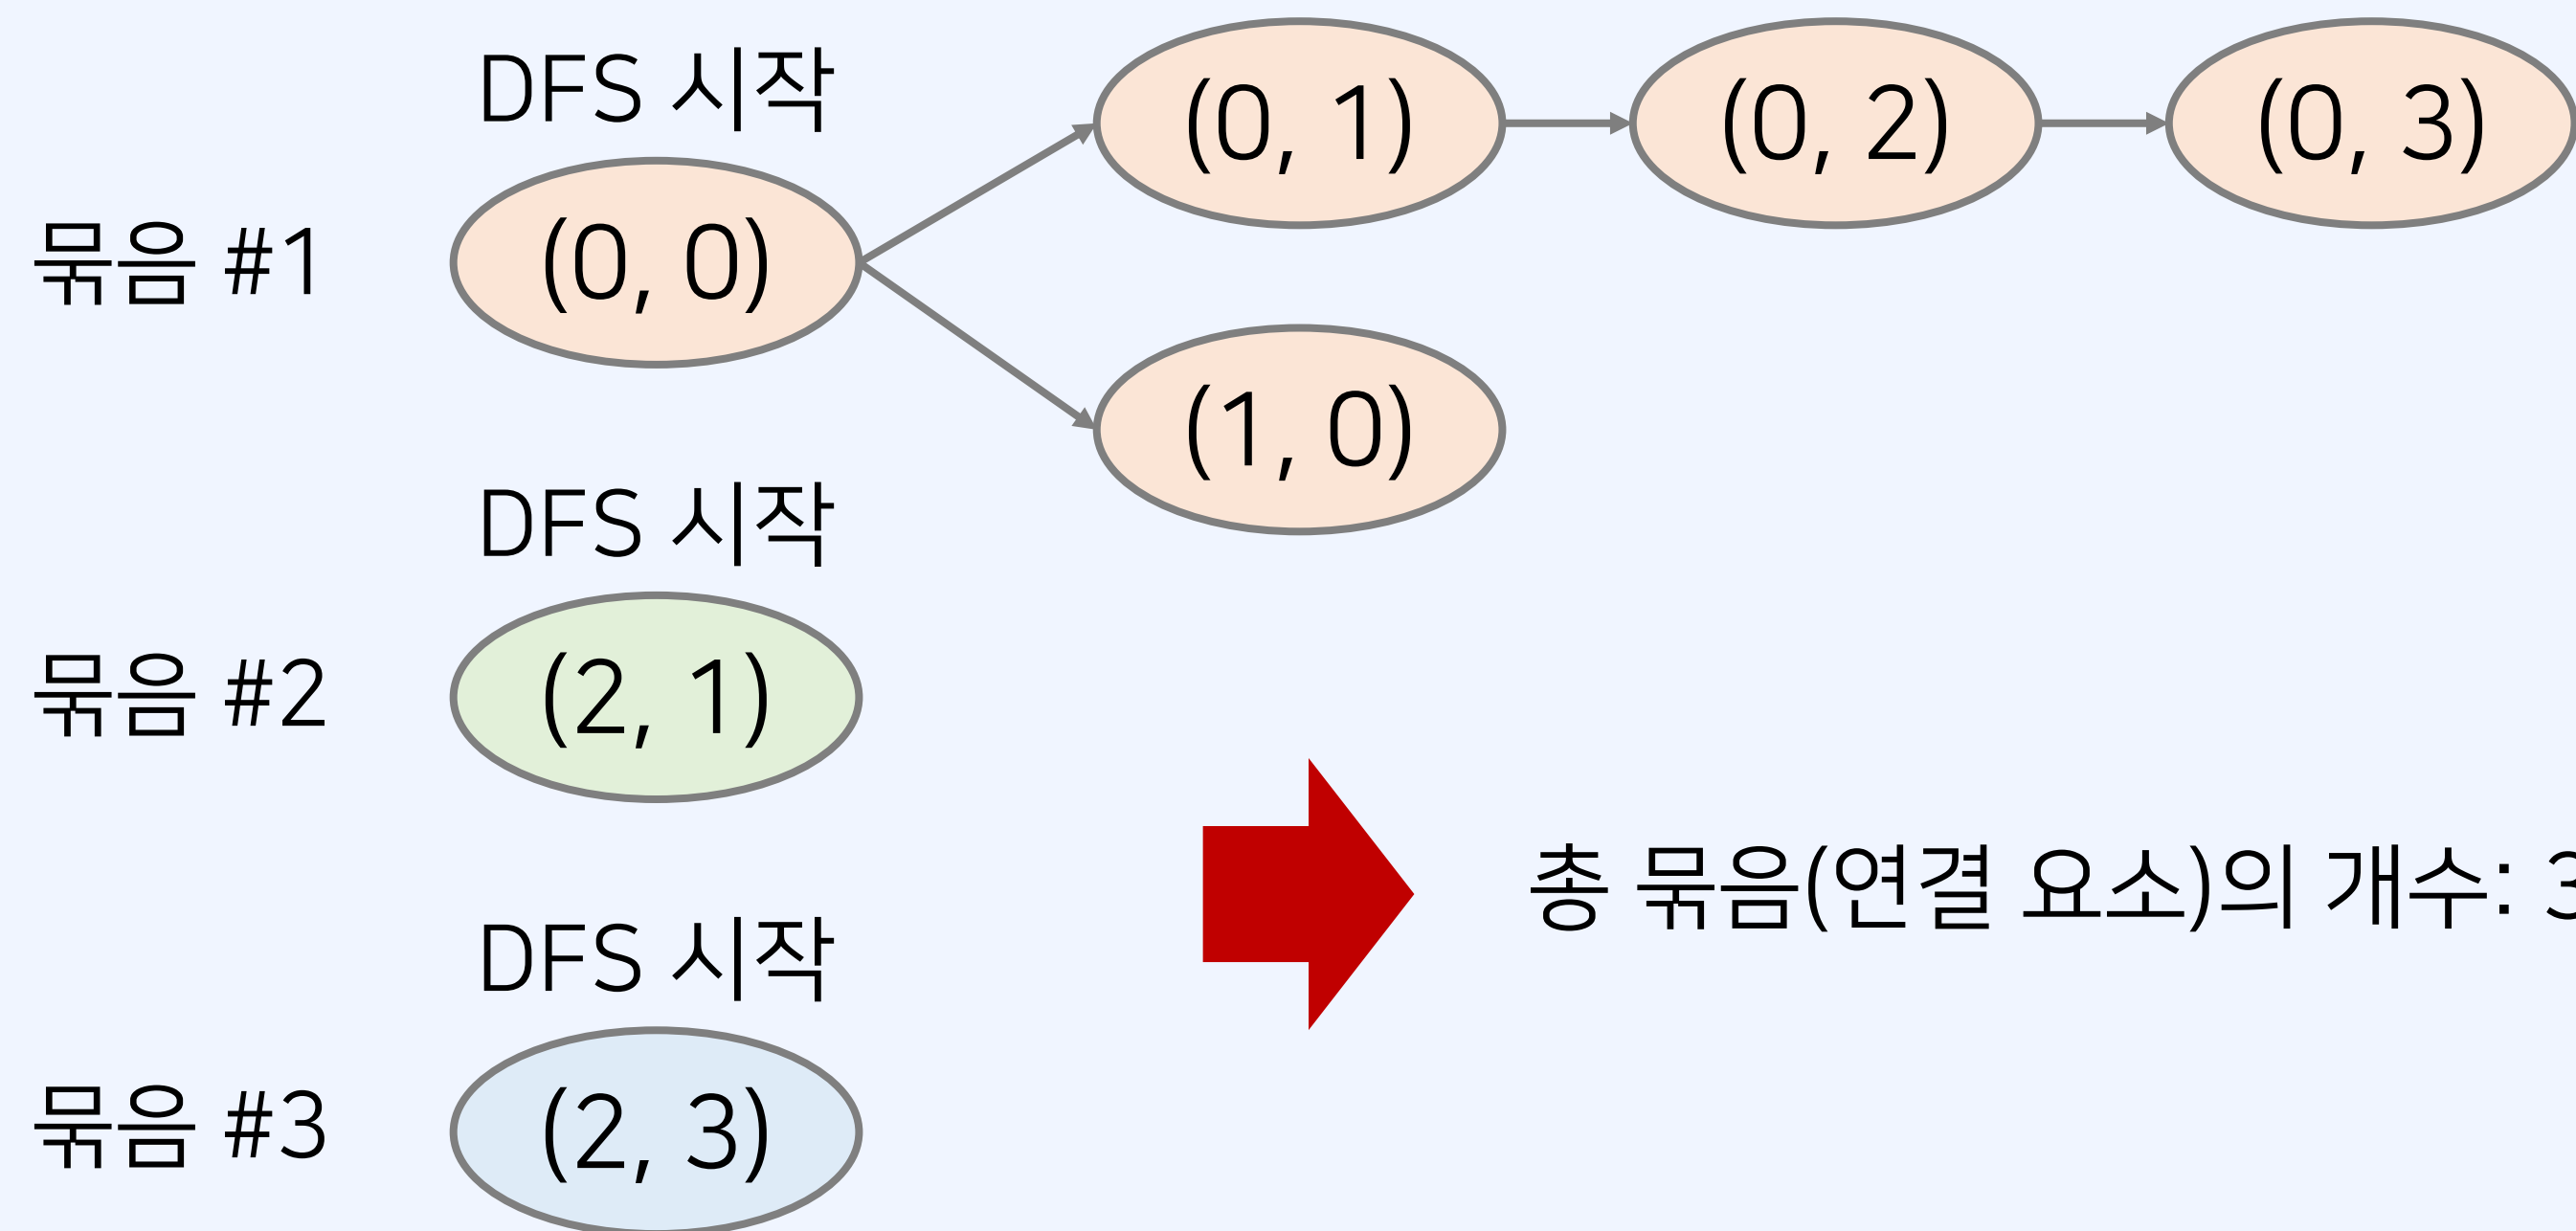 DFS 시작
(0, 1)
(0, 2)
(0, 3)
묶음 #1
(0, 0)
(1, 0)
DFS 시작
묶음 #2
(2, 1)
총 묶음(연결 요소)의 개수: 3
DFS 시작
묶음 #3
(2, 3)